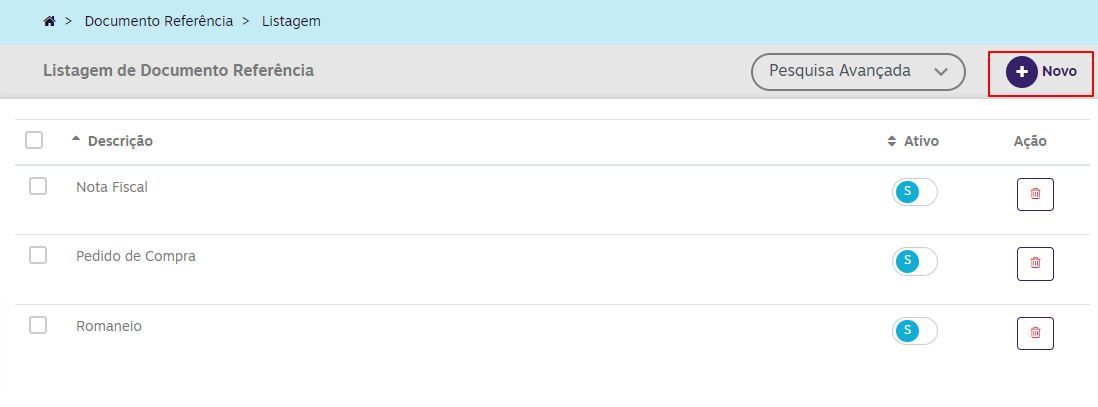 > Documento Referência > Listagem
Listagem de Documento Referência Pesquisa Avançada Novo
Descrição Ativo Ação
Nota Fiscal S
Pedido de Compra S
Romaneio S